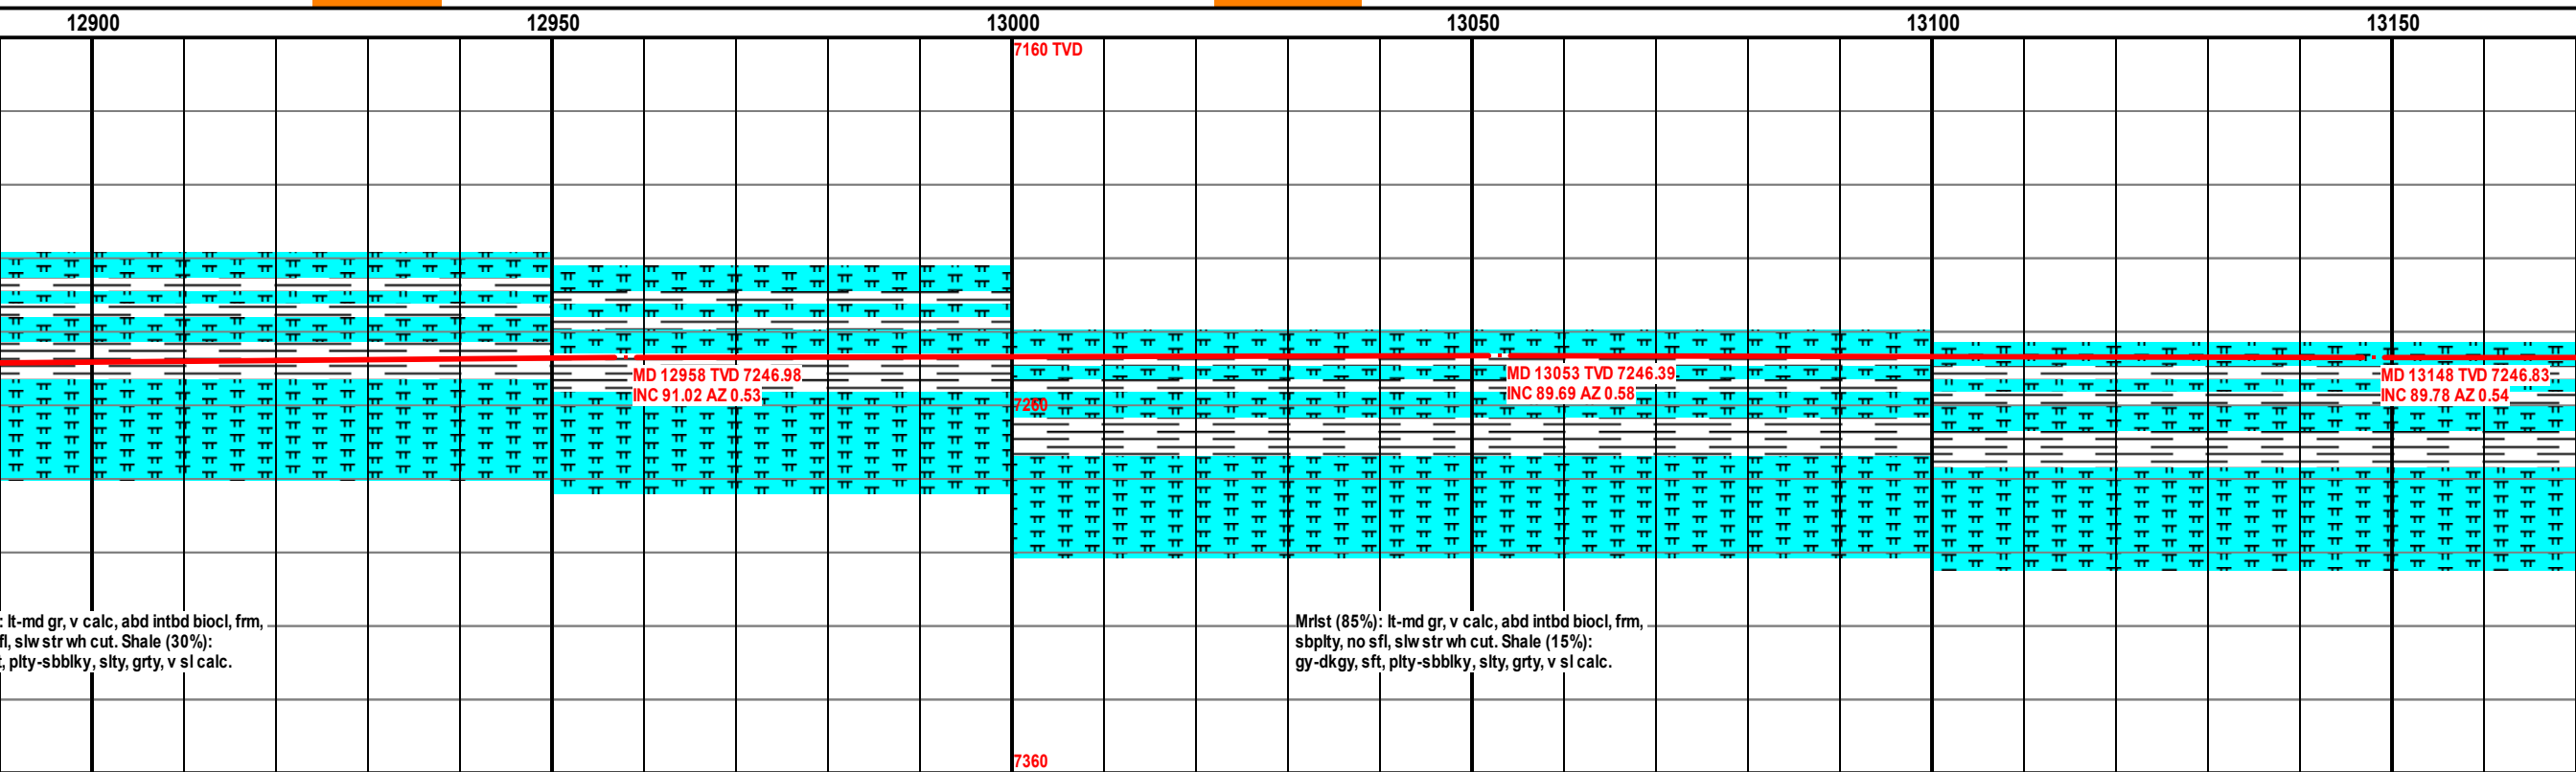 12900 12950 13000 13050 13100 13150
7160 TVD
MD 12958 TVD 7246.98
INC 91.02 AZ 0.53
MD 13053 TVD 7246.39
INC 89.69 AZ 0.58
MD 13148 TVD 7246.83
INC 89.78 AZ 0.54
7260
: lt-md gr, v calc, abd intbd biocl, frm,
fl, slw str wh cut. Shale (30%):
, plty-sbblky, slty, grty, v sl calc.
Mrlst (85%): lt-md gr, v calc, abd intbd biocl, frm,
sbplty, no sfl, slw str wh cut. Shale (15%):
gy-dkgy, sft, plty-sbblky, slty, grty, v sl calc.
7360